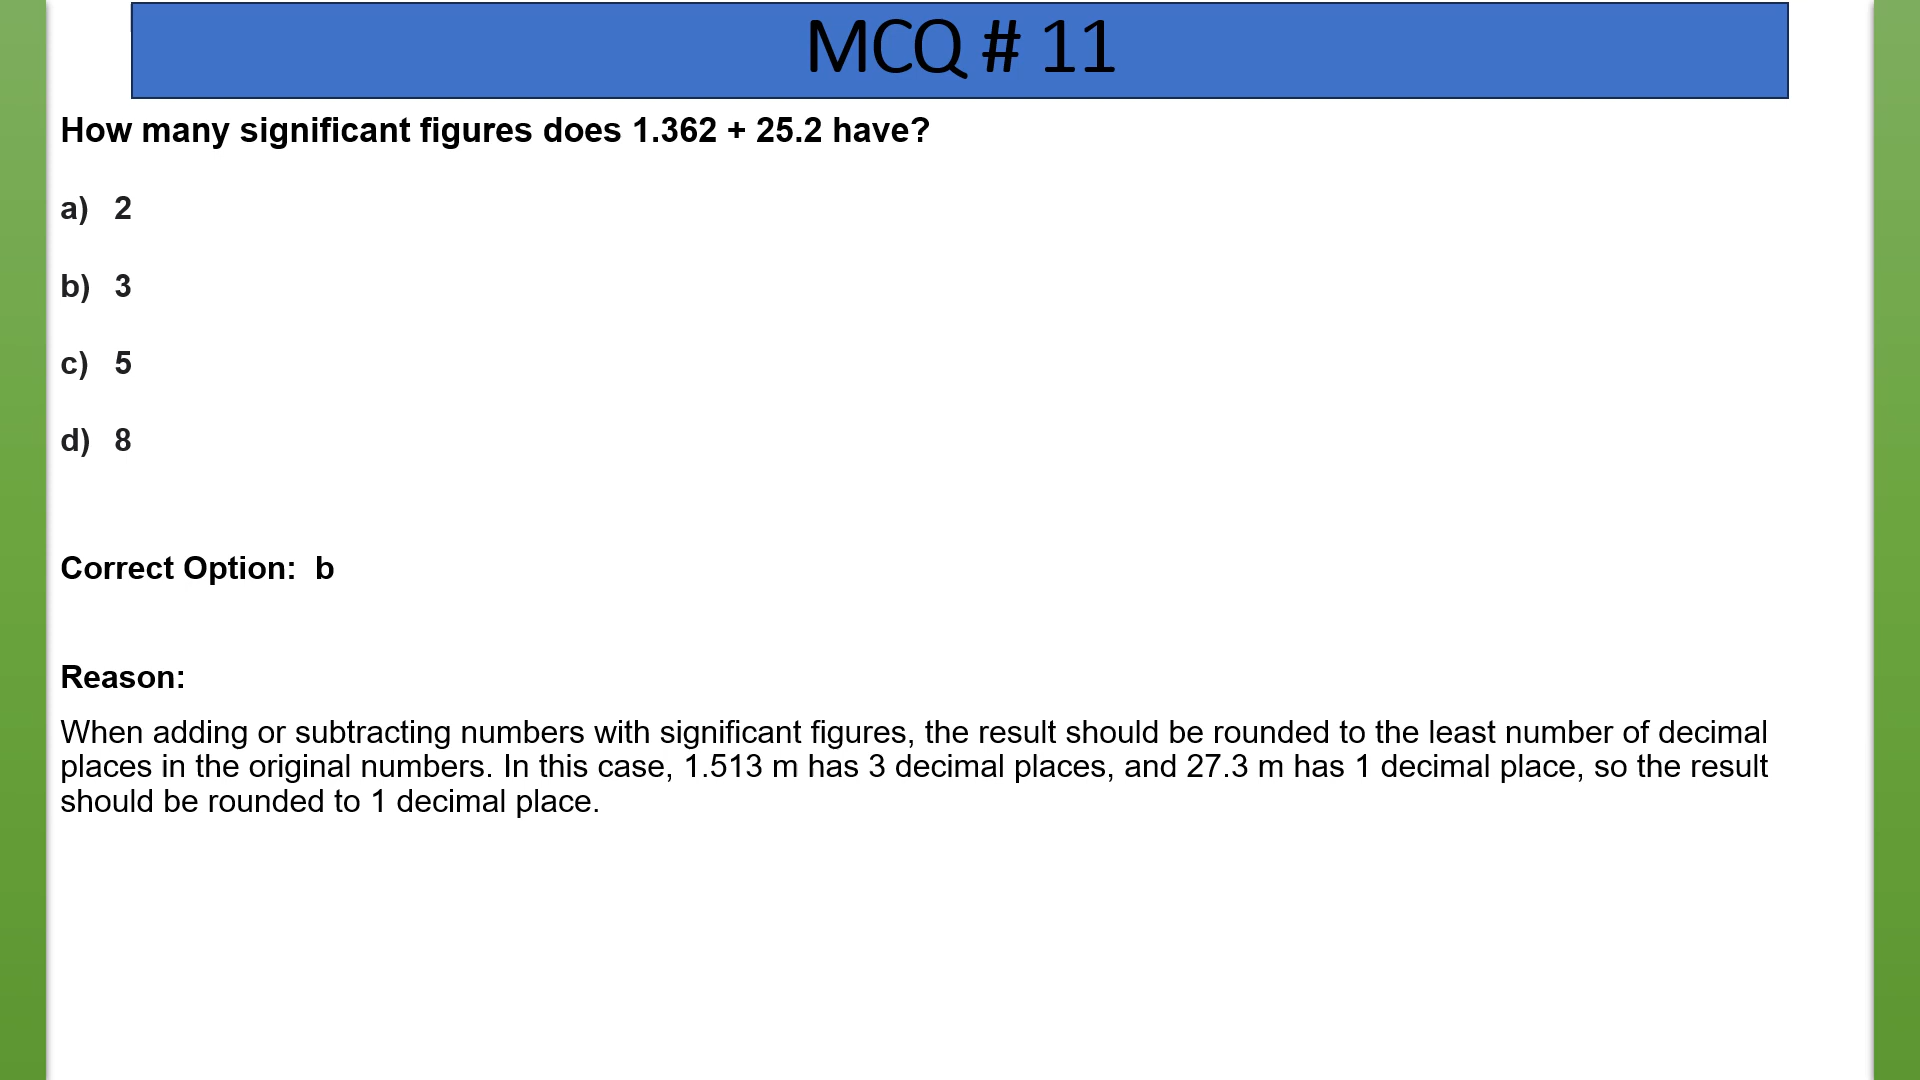 MCQ # 11
How many significant figures does 1.362 + 25.2 have?
a) 2
b) 3
c) 5
d) 8
Correct Option: b
Reason:
When adding or subtracting numbers with significant figures, the result should be rounded to the least number of decimal
places in the original numbers. In this case, 1.513 m has 3 decimal places, and 27.3 m has 1 decimal place, so the result
should be rounded to 1 decimal place.